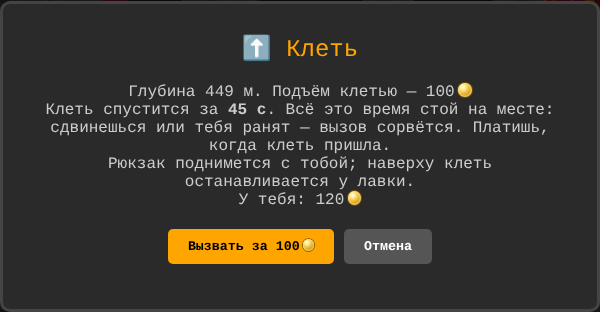 ⬆️ Клеть
Глубина 449 м. Подъём клетью — 100🪙
Клеть спустится за 45 с. Всё это время стой на месте:
сдвинешься или тебя ранят — вызов сорвётся. Платишь,
когда клеть пришла.
Рюкзак поднимется с тобой; наверху клеть
останавливается у лавки.
У тебя: 120🪙
Вызвать за 100🪙 Отмена